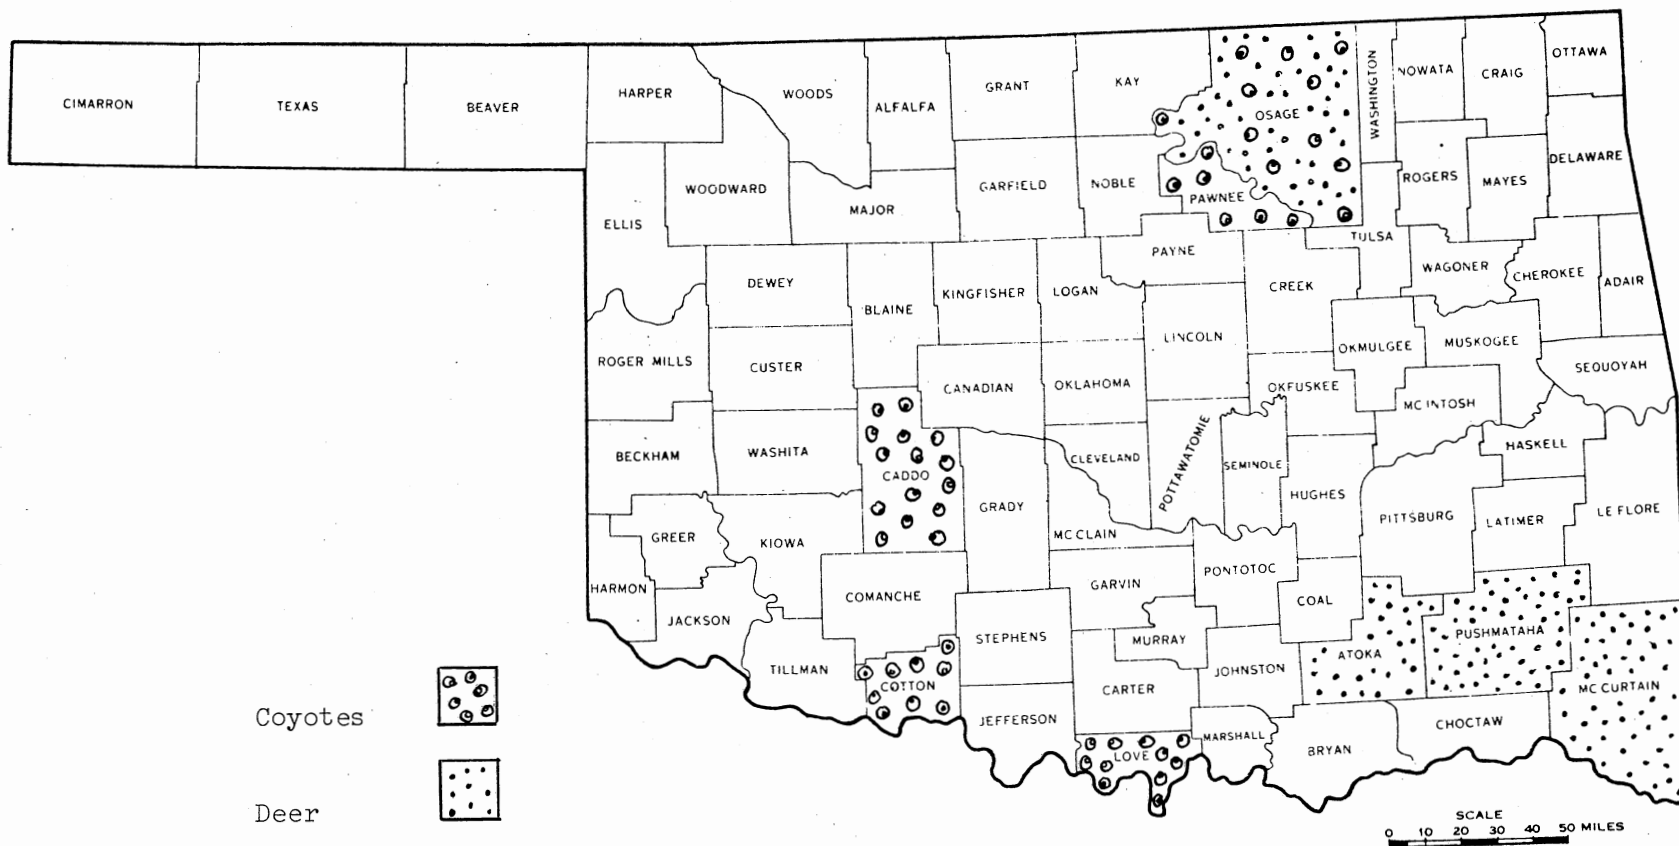 CIMARRON
TEXAS
BEAVER
HARPER
WOODS
ALFALFA
GRANT
KAY
OSAGE
WASHINGTON
NOWATA
CRAIG
OTTAWA
ELLIS
WOODWARD
MAJOR
GARFIELD
NOBLE
PAWNEE
ROGERS
MAYES
DELAWARE
DEWEY
BLAINE
KINGFISHER
LOGAN
PAYNE
CREEK
TULSA
WAGONER
CHEROKEE
ADAIR
ROGER MILLS
CUSTER
CANADIAN
OKLAHOMA
LINCOLN
OKFUSKEE
OKMULGEE
MUSKOGEE
SEQUOYAH
MC INTOSH
BECKHAM
WASHITA
CADDO
GRADY
CLEVELAND
POTTAWATOMIE
SEMINOLE
HUGHES
HASKELL
PITTSBURG
LATIMER
LE FLORE
GREER
KIOWA
MC CLAIN
HARMON
JACKSON
COMANCHE
GARVIN
PONTOTOC
COAL
STEPHENS
MURRAY
JOHNSTON
ATOKA
PUSHMATAHA
MC CURTAIN
TILLMAN
COTTON
JEFFERSON
CARTER
LOVE
MARSHALL
BRYAN
CHOCTAW
Coyotes
Deer
SCALE
0 10 20 30 40 50 MILES